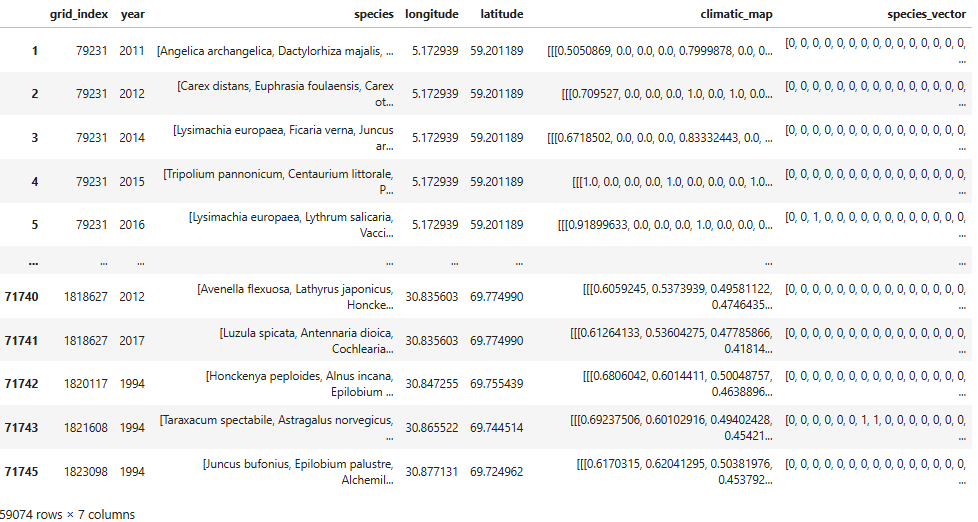 grid_index year species longitude latitude climatic_map species_vector
1 79231 2011 [Angelica archangelica, Dactylorhiza majalis, ... 5.172939 59.201189 [[[0.5050869, 0.0, 0.0, 0.0, 0.7999878, 0.0, 0... [0, 0, 0, 0, 0, 0, 0, 0, 0, 0, 0, 0, 0, 0, 0,
...
2 79231 2012 [Carex distans, Euphrasia foulaensis, Carex 5.172939 59.201189 [[[0.709527, 0.0, 0.0, 0.0, 1.0, 0.0, 1.0, 0.0... [0, 0, 0, 0, 0, 0, 0, 0, 0, 0, 0, 0, 0, 0, 0,
ot... ...
3 79231 2014 [Lysimachia europaea, Ficaria verna, Juncus 5.172939 59.201189 [[[0.6718502, 0.0, 0.0, 0.0, 0.83332443, 0.0, ... [0, 0, 0, 0, 0, 0, 0, 0, 0, 0, 0, 0, 0, 0, 0,
ar... ...
4 79231 2015 [Tripolium pannonicum, Centaurium littorale, 5.172939 59.201189 [[[1.0, 0.0, 0.0, 0.0, 1.0, 0.0, 0.0, 0.0, 1.0... [0, 0, 0, 0, 0, 0, 0, 0, 0, 0, 0, 0, 0, 0, 0,
P... ...
5 79231 2016 [Lysimachia europaea, Lythrum salicaria, 5.172939 59.201189 [[[0.91899633, 0.0, 0.0, 0.0, 1.0, 0.0, 0.0, 0... [0, 0, 1, 0, 0, 0, 0, 0, 0, 0, 0, 0, 0, 0, 0,
Vacci... ...
... ... ... ... ... ... ... ...
71740 1818627 2012 [Avenella flexuosa, Lathyrus japonicus, 30.835603 69.774990 [[[0.6059245, 0.5373939, 0.49581122, [0, 0, 0, 0, 0, 0, 0, 0, 0, 0, 0, 0, 0, 0, 0,
Honcke... 0.4746435... ...
71741 1818627 2017 [Luzula spicata, Antennaria dioica, 30.835603 69.774990 [[[0.61264133, 0.53604275, 0.47785866, [0, 0, 0, 0, 0, 0, 0, 0, 0, 0, 0, 0, 0, 0, 0,
Cochlearia... 0.41814... ...
71742 1820117 1994 [Honckenya peploides, Alnus incana, 30.847255 69.755439 [[[0.6806042, 0.6014411, 0.50048757, [0, 0, 0, 0, 0, 0, 0, 0, 0, 0, 0, 0, 0, 0, 0,
Epilobium ... 0.4638896... ...
71743 1821608 1994 [Taraxacum spectabile, Astragalus norvegicus, 30.865522 69.744514 [[[0.69237506, 0.60102916, 0.49402428, [0, 0, 0, 0, 0, 0, 1, 1, 0, 0, 0, 0, 0, 0, 0,
... 0.45421... ...
71745 1823098 1994 [Juncus bufonius, Epilobium palustre, 30.877131 69.724962 [[[0.6170315, 0.62041295, 0.50381976, [0, 0, 0, 0, 0, 0, 0, 0, 0, 0, 0, 0, 0, 0, 0,
Alchemil... 0.453792... ...
59074 rows × 7 columns